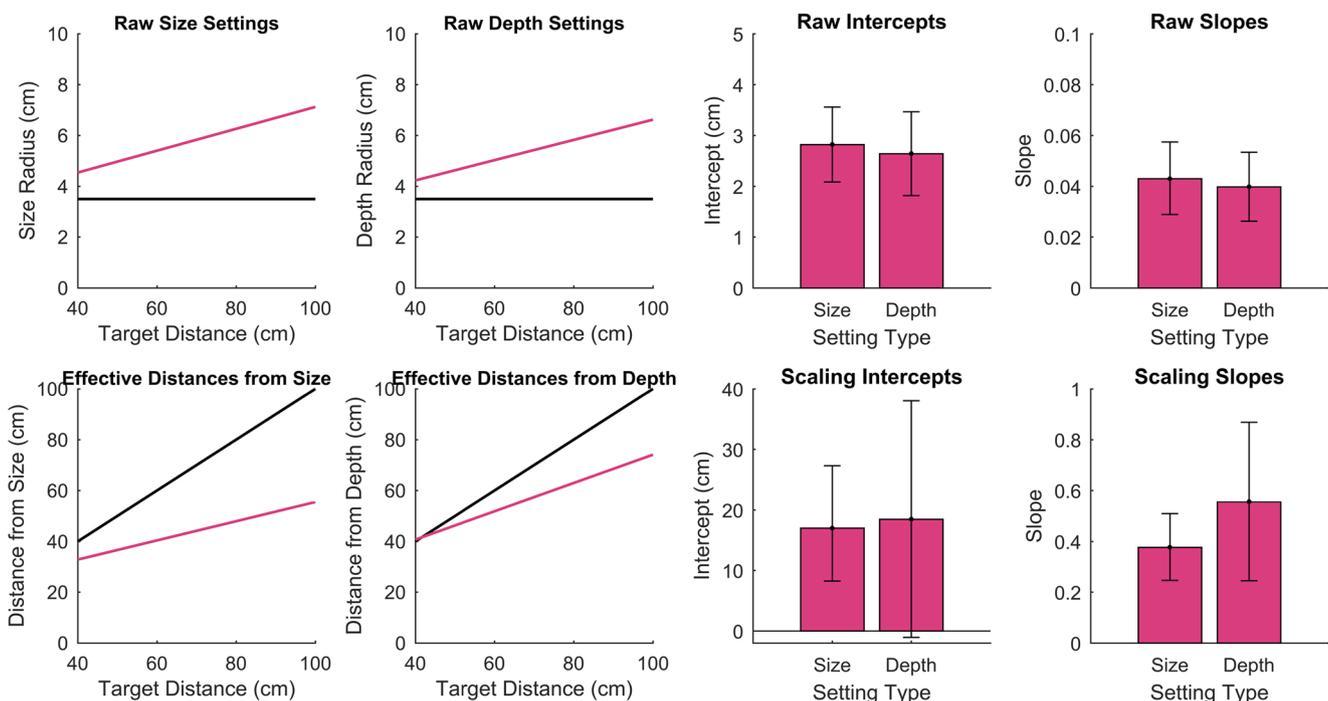 Raw Size Settings
Size Radius (cm)
10
8
6
4
2
0
40 60 80 100
Target Distance (cm)
Raw Depth Settings
Depth Radius (cm)
10
8
6
4
2
0
40 60 80 100
Target Distance (cm)
Raw Intercepts
Intercept (cm)
5
4
3
2
1
0
Size Depth
Setting Type
Raw Slopes
Slope
0.1
0.08
0.06
0.04
0.02
0
Size Depth
Setting Type
Effective Distances from Size
Distance from Size (cm)
100
80
60
40
20
0
40 60 80 100
Target Distance (cm)
Effective Distances from Depth
Distance from Depth (cm)
100
80
60
40
20
0
40 60 80 100
Target Distance (cm)
Scaling Intercepts
Intercept (cm)
40
30
20
10
0
Size Depth
Setting Type
Scaling Slopes
Slope
1
0.8
0.6
0.4
0.2
0
Size Depth
Setting Type